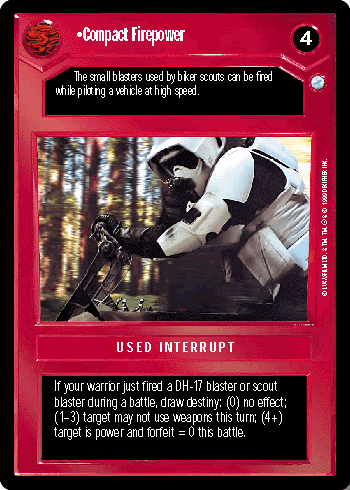 •Compact Firepower
4
The small blasters used by biker scouts can be fired
while piloting a vehicle at high speed.
USED INTERRUPT
If your warrior just fired a DH-17 blaster or scout
blaster during a battle, draw destiny: (0) no effect;
(1–3) target may not use weapons this turn; (4+)
target is power and forfeit = 0 this battle.